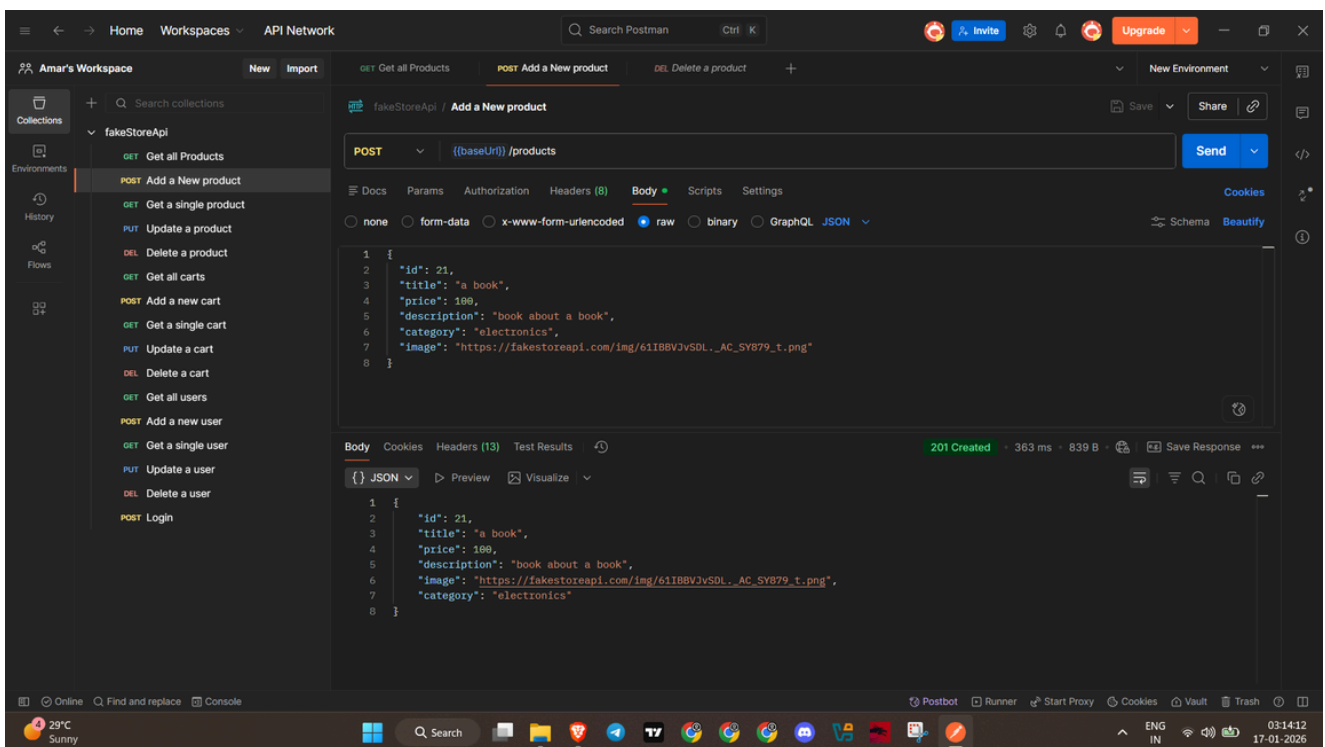 Home Workspaces API Network Search Postman Ctrl K Invite Upgrade
Amar's Workspace New Import GET Get all Products POST Add a New product DEL Delete a product New Environment
Collections
Environments
History
Flows
Search collections
fakeStoreApi
GET Get all Products
POST Add a New product
GET Get a single product
PUT Update a product
DEL Delete a product
GET Get all carts
POST Add a new cart
GET Get a single cart
PUT Update a cart
DEL Delete a cart
GET Get all users
POST Add a new user
GET Get a single user
PUT Update a user
DEL Delete a user
POST Login
HTTP fakeStoreApi / Add a New product Save Share
POST {{baseUrl}} /products Send
Docs Params Authorization Headers (8) Body Scripts Settings Cookies
none form-data x-www-form-urlencoded raw binary GraphQL JSON Schema Beautify
1 {
2 "id": 21,
3 "title": "a book",
4 "price": 100,
5 "description": "book about a book",
6 "category": "electronics",
7 "image": "https://fakestoreapi.com/img/61IBBVJvSDL._AC_SY879_t.png"
8 }
Body Cookies Headers (13) Test Results 201 Created 363 ms 839 B Save Response
{} JSON Preview Visualize
1 {
2 "id": 21,
3 "title": "a book",
4 "price": 100,
5 "description": "book about a book",
6 "image": "https://fakestoreapi.com/img/61IBBVJvSDL._AC_SY879_t.png",
7 "category": "electronics"
8 }
Online Find and replace Console Postbot Runner Start Proxy Cookies Vault Trash
4 29°C Search ENG 03:14:12
Sunny IN 17-01-2026